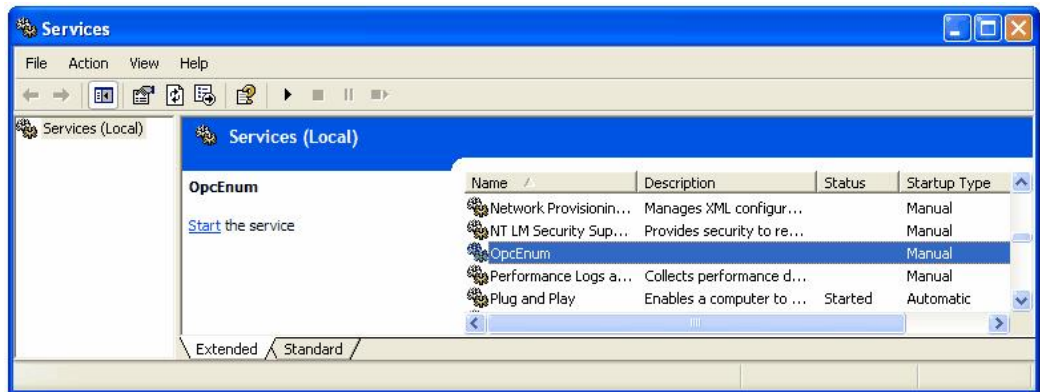 Services
File Action View Help
Services (Local)
Services (Local)
OpcEnum
Start the service
Name Description Status Startup Type
Network Provisionin... Manages XML configur... Manual
NT LM Security Sup... Provides security to re... Manual
OpcEnum Manual
Performance Logs a... Collects performance d... Manual
Plug and Play Enables a computer to ... Started Automatic
Extended Standard